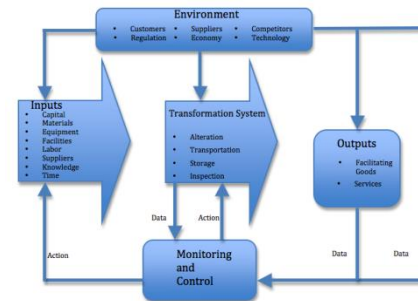 Environment
• Customers • Suppliers • Competitors
• Regulation • Economy • Technology
Inputs
• Capital
• Materials
• Equipment
• Facilities
• Labor
• Suppliers
• Knowledge
• Time
Transformation System
• Alteration
• Transportation
• Storage
• Inspection
Outputs
• Facilitating
Goods
• Services
Data
Action
Action
Data
Data
Monitoring
and
Control